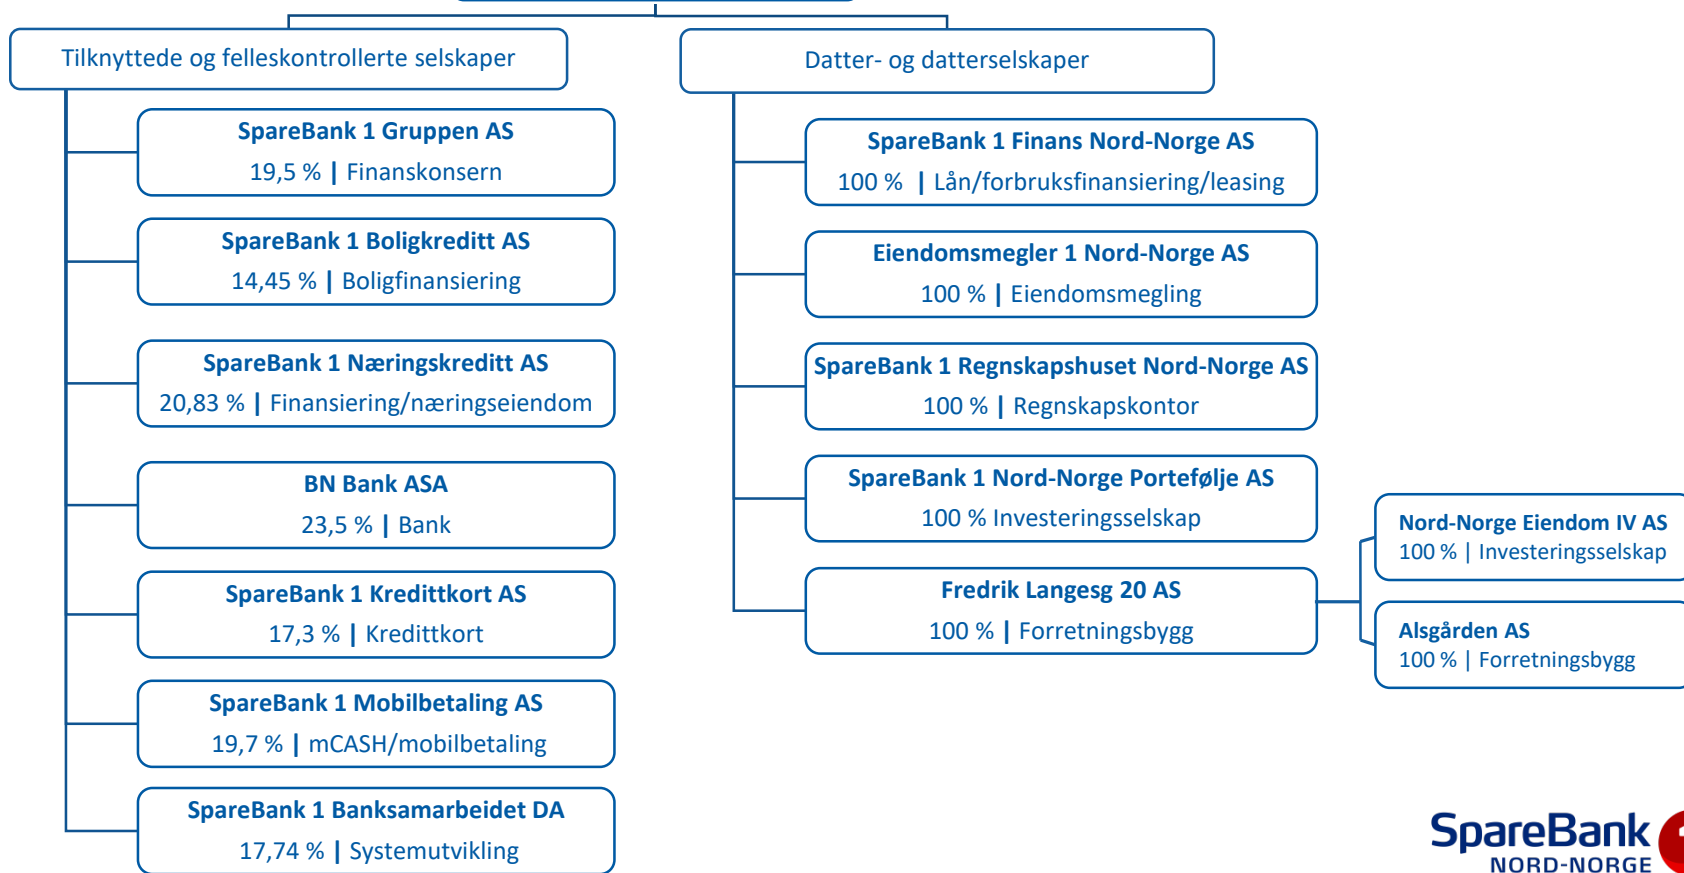 Tilknyttede og felleskontrollerte selskaper
SpareBank 1 Gruppen AS
19,5 % | Finanskonsern
SpareBank 1 Boligkreditt AS
14,45 % | Boligfinansiering
SpareBank 1 Næringskreditt AS
20,83 % | Finansiering/næringseiendom
BN Bank ASA
23,5 % | Bank
SpareBank 1 Kredittkort AS
17,3 % | Kredittkort
SpareBank 1 Mobilbetaling AS
19,7 % | mCASH/mobilbetaling
SpareBank 1 Banksamarbeidet DA
17,74 % | Systemutvikling
Datter- og datterselskaper
SpareBank 1 Finans Nord-Norge AS
100 % | Lån/forbruksfinansiering/leasing
Eiendomsmegler 1 Nord-Norge AS
100 % | Eiendomsmegling
SpareBank 1 Regnskapshuset Nord-Norge AS
100 % | Regnskapskontor
SpareBank 1 Nord-Norge Portefølje AS
100 % Investeringsselskap
Fredrik Langesg 20 AS
100 % | Forretningsbygg
Nord-Norge Eiendom IV AS
100 % | Investeringsselskap
Alsgården AS
100 % | Forretningsbygg
SpareBank
NORD-NORGE